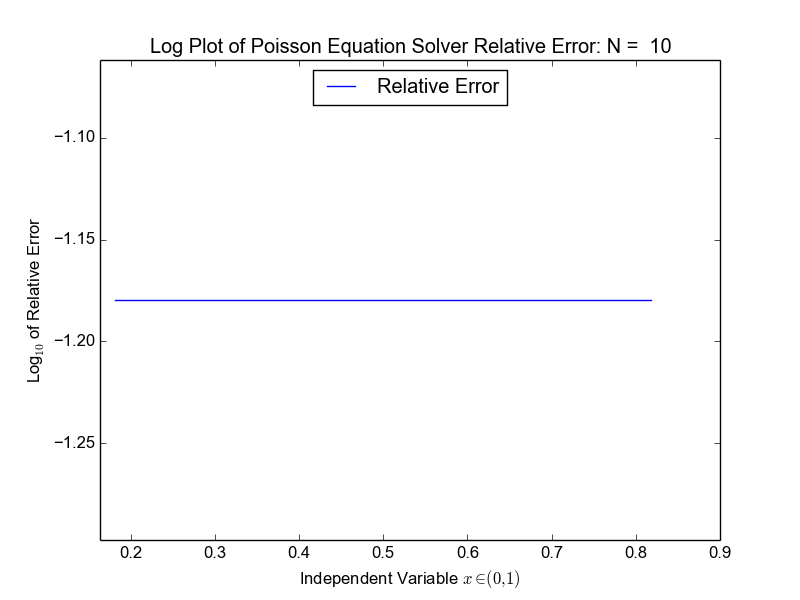 Log Plot of Poisson Equation Solver Relative Error: N =  10
Relative Error
−1.10
−1.15
−1.20
−1.25
Log₁₀ of Relative Error
0.2 0.3 0.4 0.5 0.6 0.7 0.8 0.9
Independent Variable x∈(0,1)